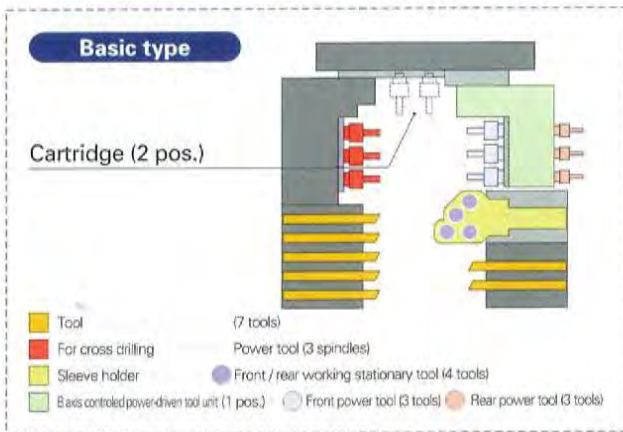 Basic type
Cartridge (2 pos.)
Tool (7 tools)
For cross drilling Power tool (3 spindles)
Sleeve holder Front / rear working stationary tool (4 tools)
B axis controled power-driven tool unit (1 pos.) Front power tool (3 tools) Rear power tool (3 tools)